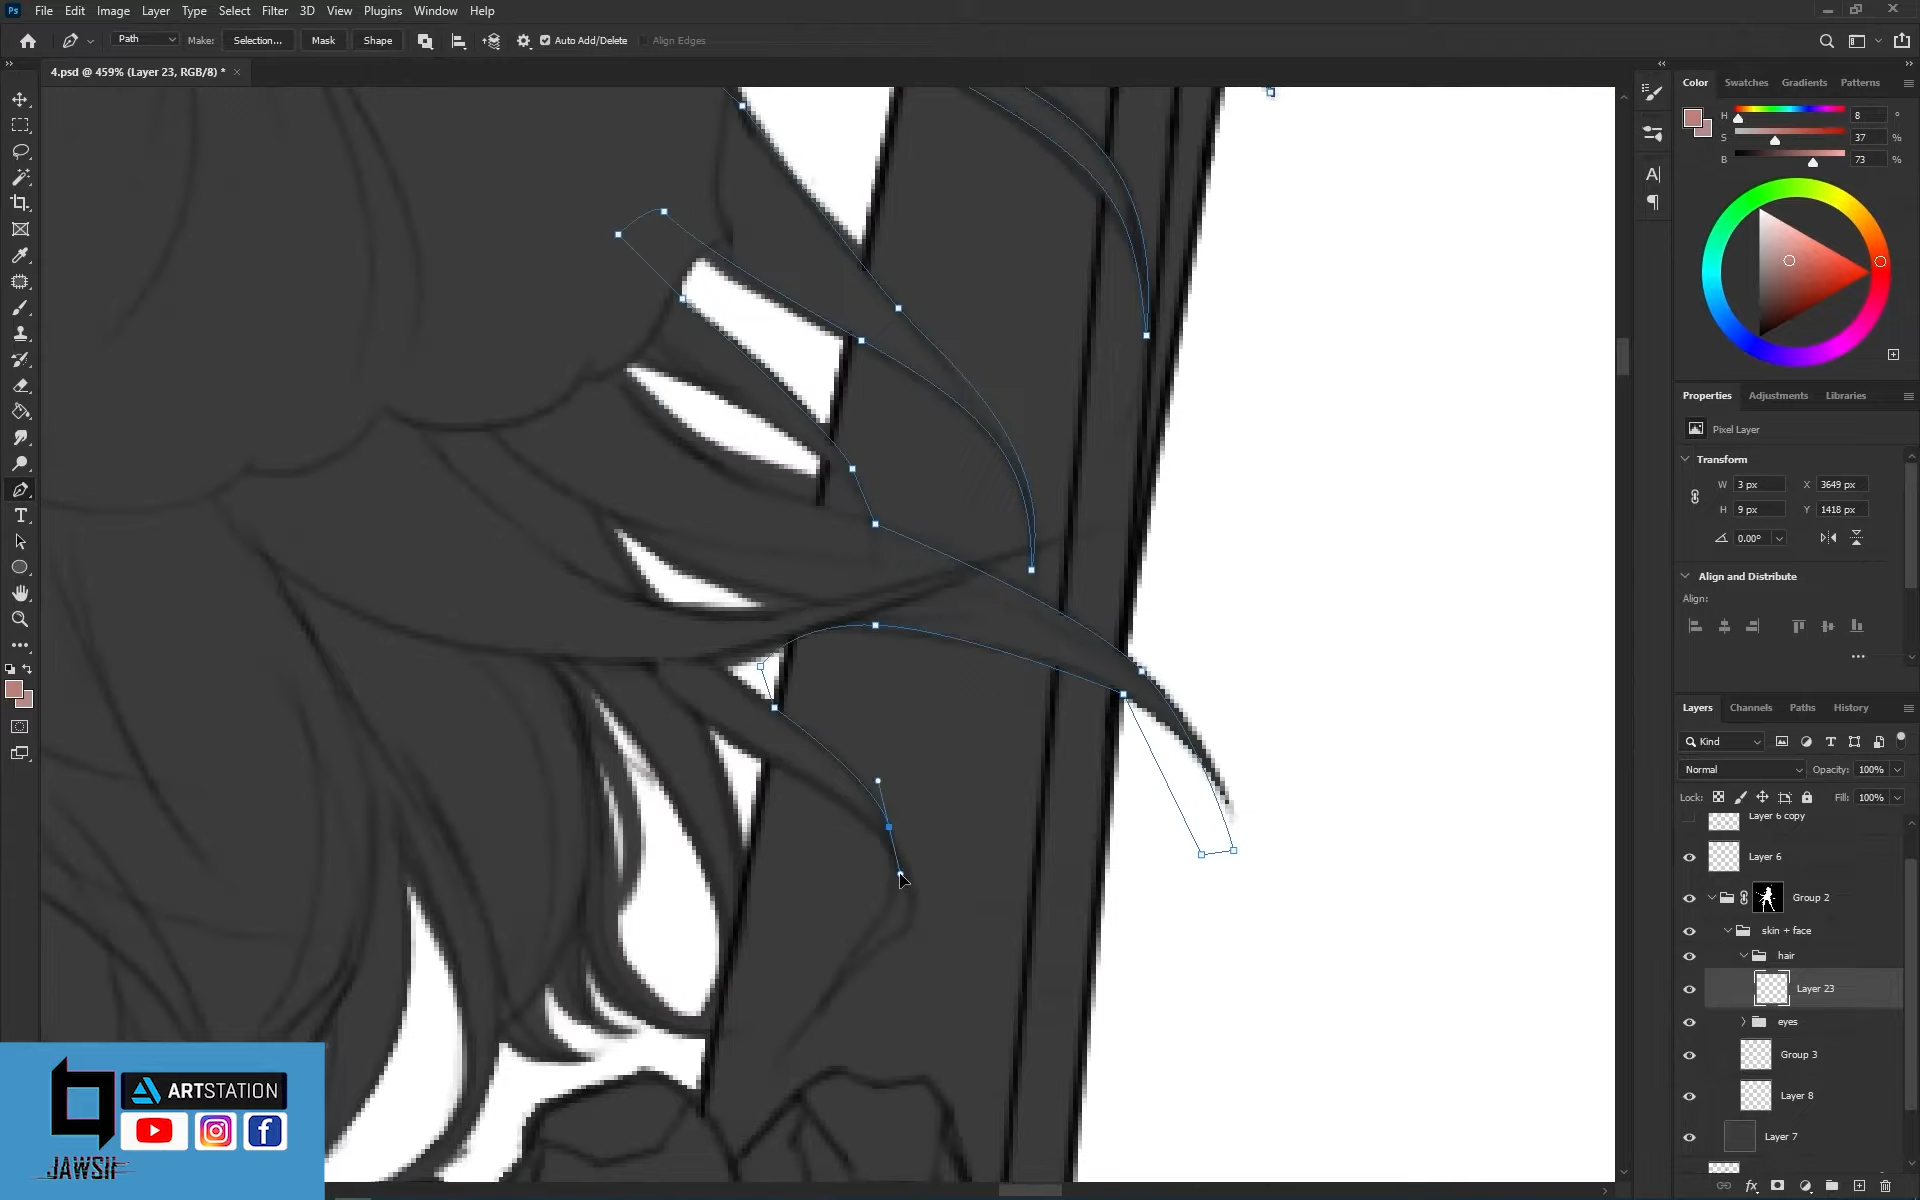 Ps File Edit Image Layer Type Select Filter 3D View Plugins Window Help
Path Make: Selection... Mask Shape Auto Add/Delete Align Edges
4.psd @ 459% (Layer 23, RGB/8) * ×
Color Swatches Gradients Patterns
H 8 °
S 37 %
B 73 %
Properties Adjustments Libraries
Pixel Layer
Transform
W 3 px X 3649 px
H 9 px Y 1418 px
0.00°
Align and Distribute
Align:
Layers Channels Paths History
Kind
Normal Opacity: 100%
Lock: Fill: 100%
Layer 6 copy
Layer 6
Group 2
skin + face
hair
Layer 23
eyes
Group 3
Layer 8
Layer 7
ARTSTATION
JAWSH